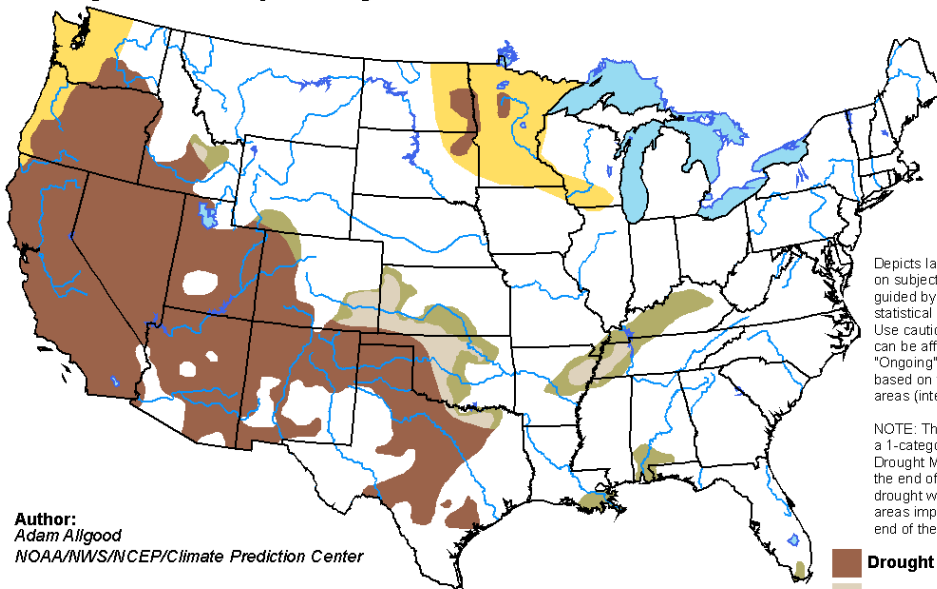 Depicts la
on subject
guided by
statistical
Use cautio
can be affe
"Ongoing"
based on
areas (inte
NOTE: Th
a 1-catego
Drought M
the end of
drought w
areas imp
end of the
Author:
Adam Allgood
NOAA/NWS/NCEP/Climate Prediction Center
Drought